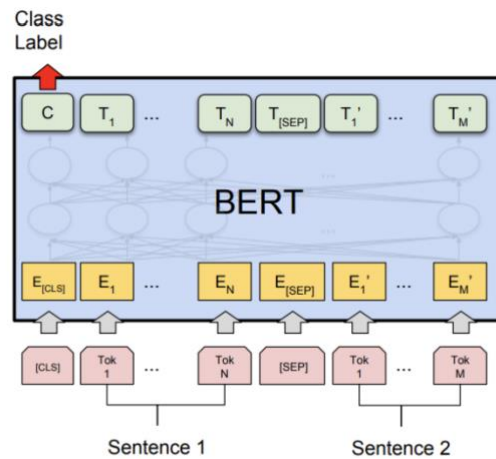 Class
Label
C T1 ... TN T[SEP] T1’ ... TM’
BERT
E[CLS] E1 ... EN E[SEP] E1’ ... EM’
[CLS] Tok 1 ... Tok N [SEP] Tok 1 ... Tok M
Sentence 1 Sentence 2